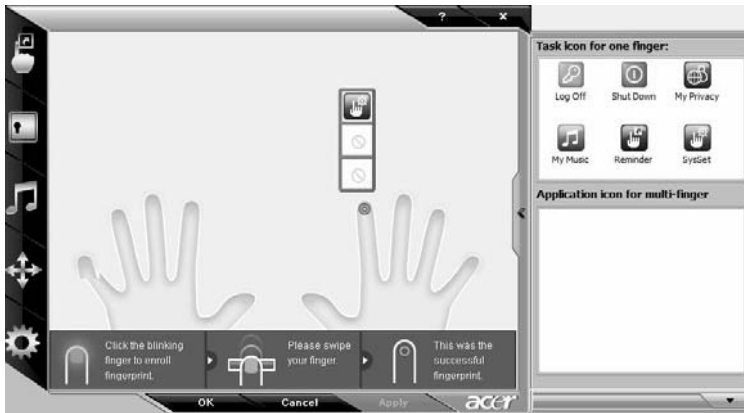 ? x
Task icon for one finger:
Log Off Shut Down My Privacy
My Music Reminder SysSet
Application icon for multi-finger
Click the blinking
finger to enroll
fingerprint.
Please swipe
your finger.
This was the
successful
fingerprint.
OK Cancel Apply acer